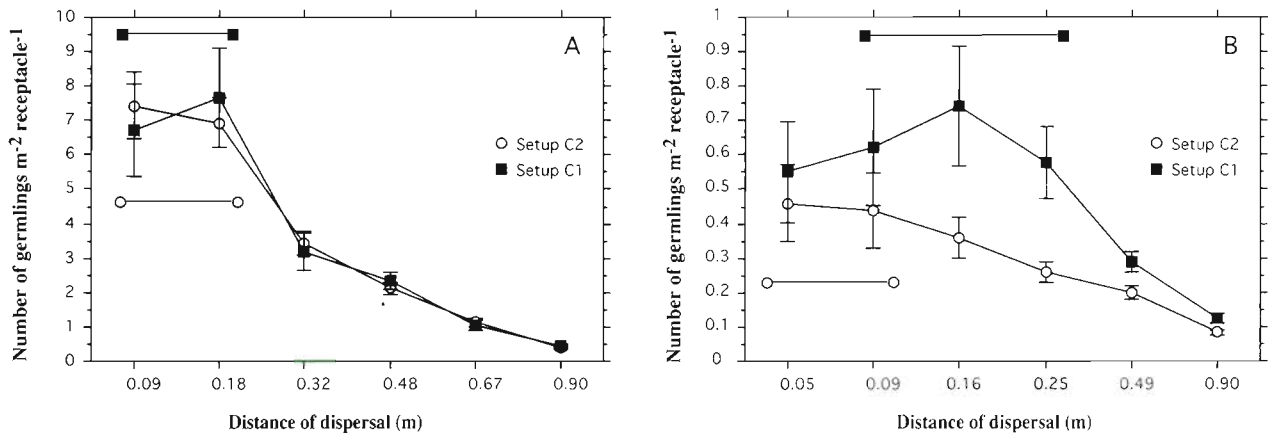 A
Number of germlings m-2 receptacle-1
10
9
8
7
6
5
4
3
2
1
0
Setup C2
Setup C1
0.09 0.18 0.32 0.48 0.67 0.90
Distance of dispersal (m)
B
Number of germlings m-2 receptacle-1
1
0.9
0.8
0.7
0.6
0.5
0.4
0.3
0.2
0.1
0
Setup C2
Setup C1
0.05 0.09 0.16 0.25 0.49 0.90
Distance of dispersal (m)